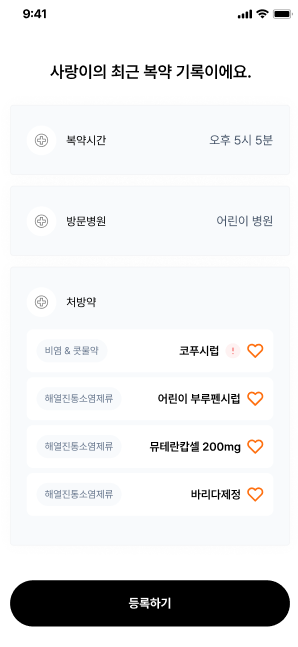 9:41
사랑이의 최근 복약 기록이에요.
복약시간 오후 5시 5분
방문병원 어린이 병원
처방약
비염 & 콧물약 코푸시럽 !
해열진통소염제류 어린이 부루펜시럽
해열진통소염제류 뮤테란캅셀 200mg
해열진통소염제류 바리다제정
등록하기